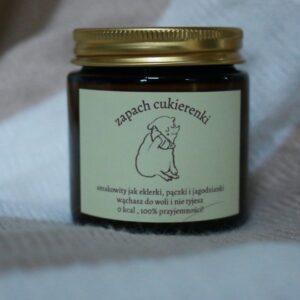 zapach cukierenki
smakowity jak eklerki, pączki i jagodzianki
wąchasz do woli i nie tyjesz
0 kcal , 100% przyjemności!